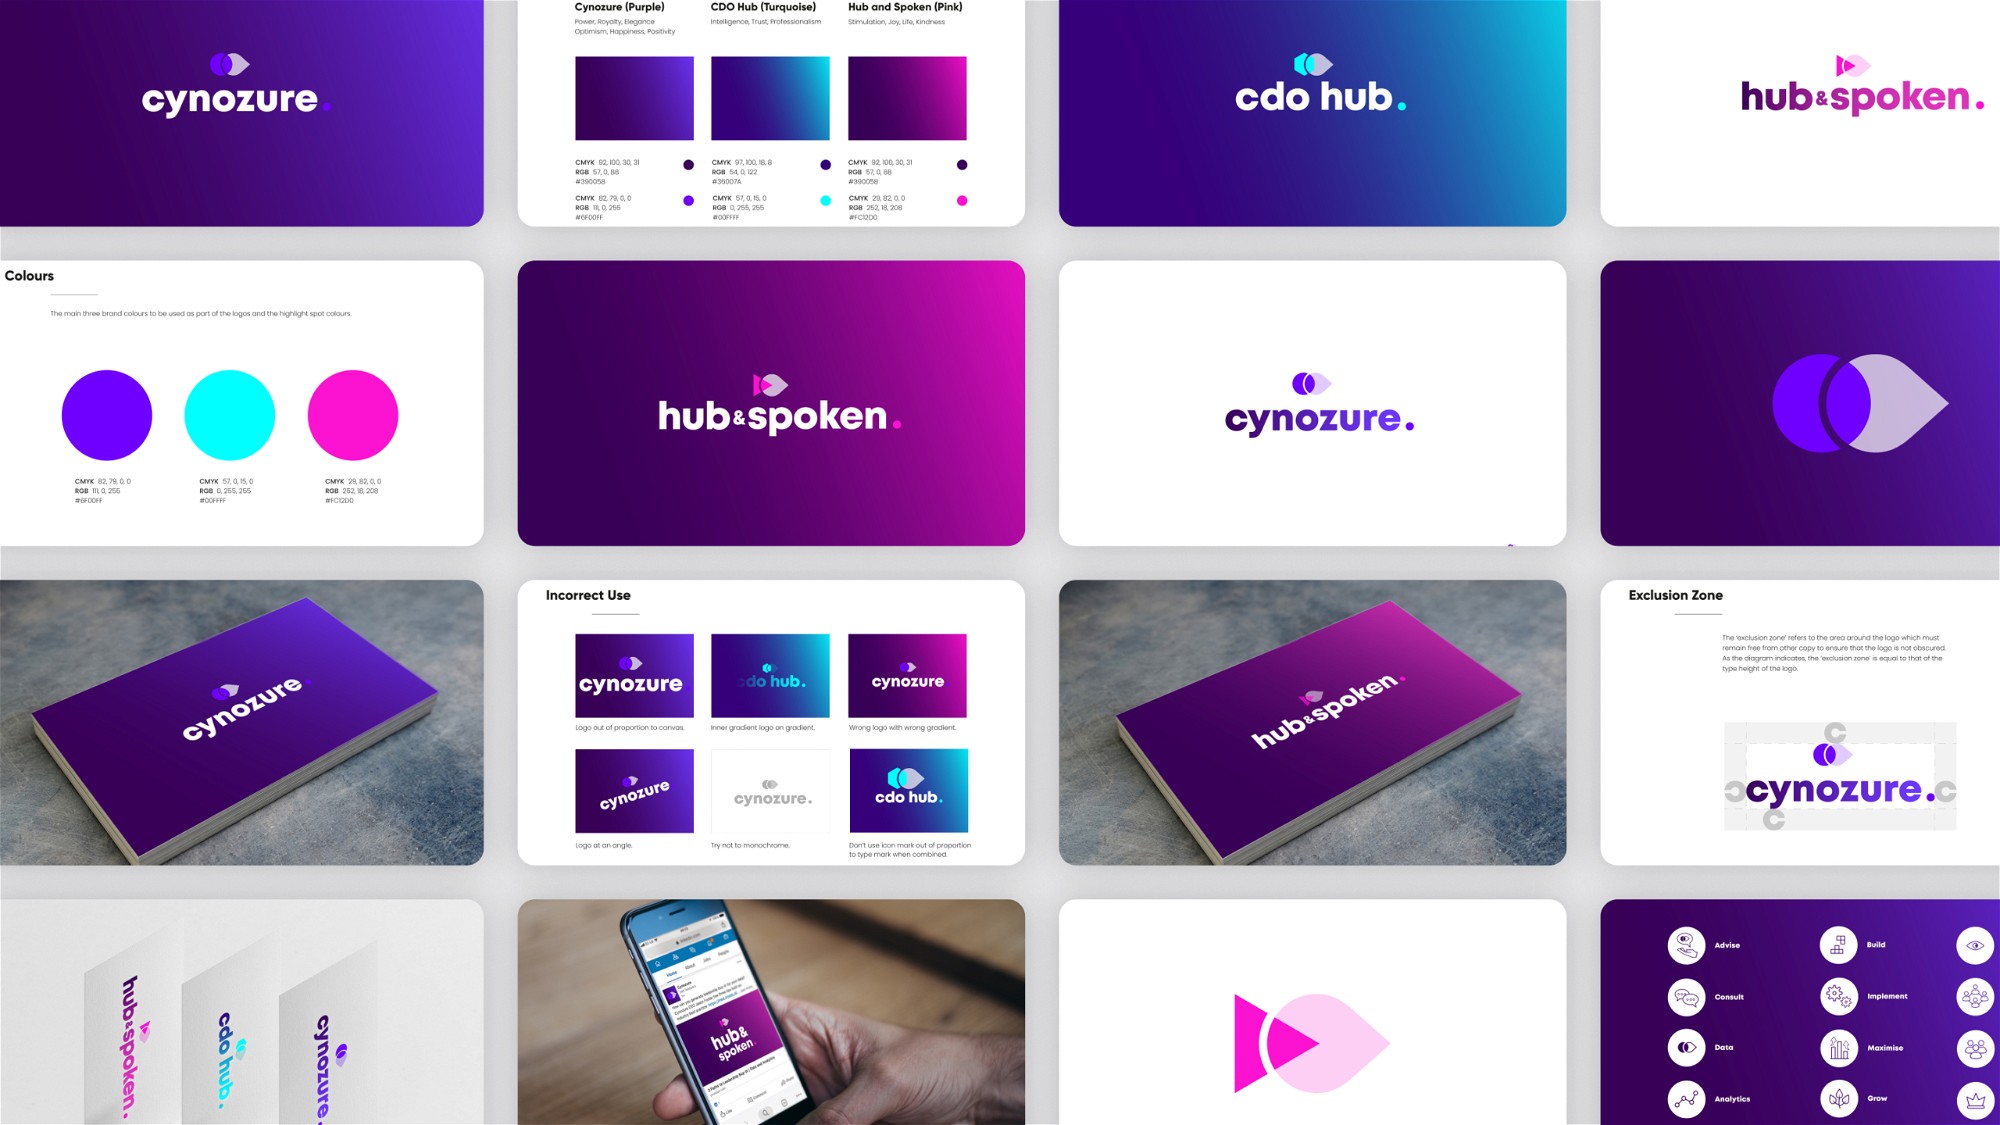 cynozure.
Cynozure (Purple)
Power, Royalty, Elegance
Optimism, Happiness, Positivity
CDO Hub (Turquoise)
Intelligence, Trust, Professionalism
Hub and Spoken (Pink)
Stimulation, Joy, Life, Kindness
CMYK 92, 100, 30, 31
RGB 57, 0, 88
#390058
CMYK 82, 79, 0, 0
RGB 111, 0, 255
#6F00FF
CMYK 97, 100, 18, 8
RGB 54, 0, 122
#36007A
CMYK 57, 0, 15, 0
RGB 0, 255, 255
#00FFFF
CMYK 92, 100, 30, 31
RGB 57, 0, 88
#390058
CMYK 29, 82, 0, 0
RGB 252, 18, 208
#FC12D0
cdo hub.
hub&spoken.
Colours
The main three brand colours to be used as part of the logos and the highlight spot colours.
CMYK 82, 79, 0, 0
RGB 111, 0, 255
#6F00FF
CMYK 57, 0, 15, 0
RGB 0, 255, 255
#00FFFF
CMYK 29, 82, 0, 0
RGB 252, 18, 208
#FC12D0
hub&spoken.
cynozure.
cynozure.
Incorrect Use
cynozure
Logo out of proportion to canvas.
cdo hub.
Inner gradient logo on gradient.
cynozure
Wrong logo with wrong gradient.
cynozure
Logo at an angle.
cynozure.
Try not to monochrome.
cdo hub.
Don't use icon mark out of proportion
to type mark when combined.
hub&spoken.
Exclusion Zone
The 'exclusion zone' refers to the area around the logo which must
remain free from other copy to ensure that the logo is not obscured.
As the diagram indicates, the 'exclusion zone' is equal to that of the
type height of the logo.
c
c
cynozure.
c
c
hub&spoken.
cdo hub.
cynozure.
Home
About
Jobs
People
Cynozure
hub&
spoken.
Like
Comment
Share
Advise
Consult
Data
Analytics
Build
Implement
Maximise
Grow